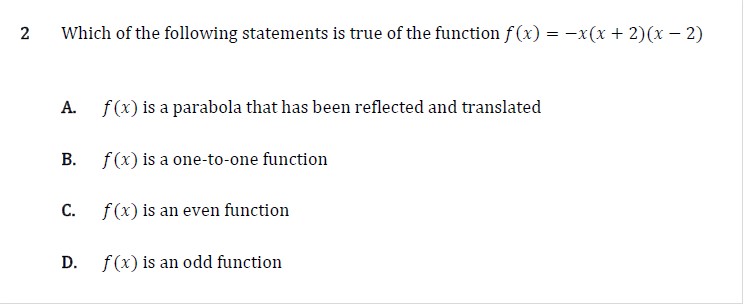 2 Which of the following statements is true of the function f(x) = −x(x + 2)(x − 2)
A. f(x) is a parabola that has been reflected and translated
B. f(x) is a one-to-one function
C. f(x) is an even function
D. f(x) is an odd function